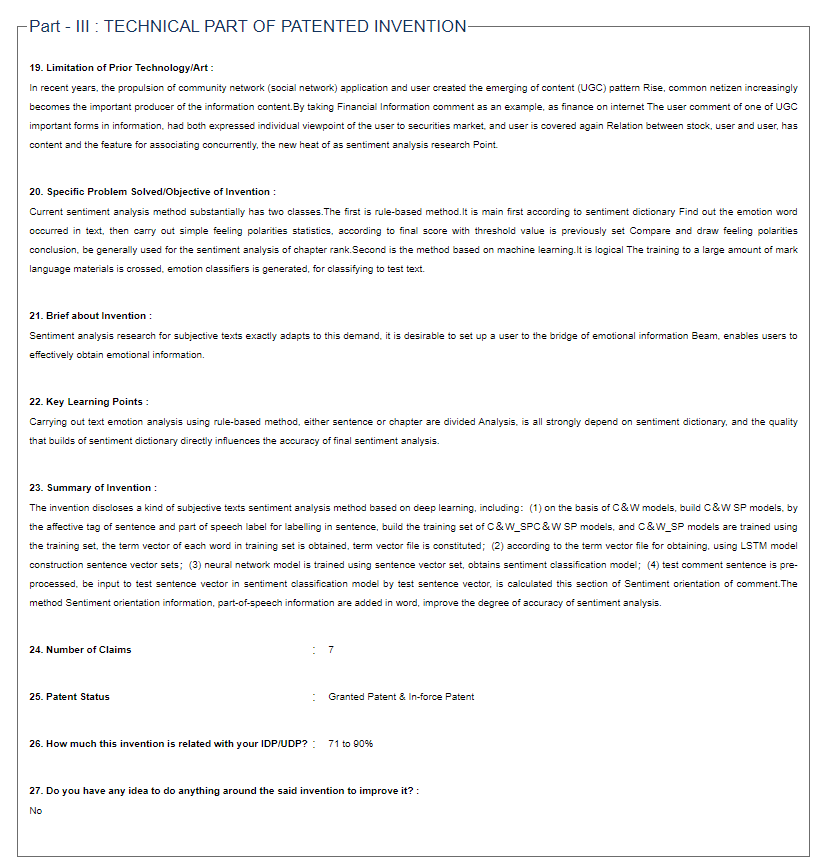 Part - III : TECHNICAL PART OF PATENTED INVENTION
19. Limitation of Prior Technology/Art :
In recent years, the propulsion of community network (social network) application and user created the emerging of content (UGC) pattern Rise, common netizen increasingly
becomes the important producer of the information content.By taking Financial Information comment as an example, as finance on internet The user comment of one of UGC
important forms in information, had both expressed individual viewpoint of the user to securities market, and user is covered again Relation between stock, user and user, has
content and the feature for associating concurrently, the new heat of as sentiment analysis research Point.
20. Specific Problem Solved/Objective of Invention :
Current sentiment analysis method substantially has two classes.The first is rule-based method.It is main first according to sentiment dictionary Find out the emotion word
occurred in text, then carry out simple feeling polarities statistics, according to final score with threshold value is previously set Compare and draw feeling polarities
conclusion, be generally used for the sentiment analysis of chapter rank.Second is the method based on machine learning.It is logical The training to a large amount of mark
language materials is crossed, emotion classifiers is generated, for classifying to test text.
21. Brief about Invention :
Sentiment analysis research for subjective texts exactly adapts to this demand, it is desirable to set up a user to the bridge of emotional information Beam, enables users to
effectively obtain emotional information.
22. Key Learning Points :
Carrying out text emotion analysis using rule-based method, either sentence or chapter are divided Analysis, is all strongly depend on sentiment dictionary, and the quality
that builds of sentiment dictionary directly influences the accuracy of final sentiment analysis.
23. Summary of Invention :
The invention discloses a kind of subjective texts sentiment analysis method based on deep learning, including：(1) on the basis of C＆W models, build C＆W SP models, by
the affective tag of sentence and part of speech label for labelling in sentence, build the training set of C＆W_SPC＆W SP models, and C＆W_SP models are trained using
the training set, the term vector of each word in training set is obtained, term vector file is constituted；(2) according to the term vector file for obtaining, using LSTM model
construction sentence vector sets；(3) neural network model is trained using sentence vector set, obtains sentiment classification model；(4) test comment sentence is pre-
processed, be input to test sentence vector in sentiment classification model by test sentence vector, is calculated this section of Sentiment orientation of comment.The
method Sentiment orientation information, part-of-speech information are added in word, improve the degree of accuracy of sentiment analysis.
24. Number of Claims : 7
25. Patent Status : Granted Patent & In-force Patent
26. How much this invention is related with your IDP/UDP? : 71 to 90%
27. Do you have any idea to do anything around the said invention to improve it? :
No